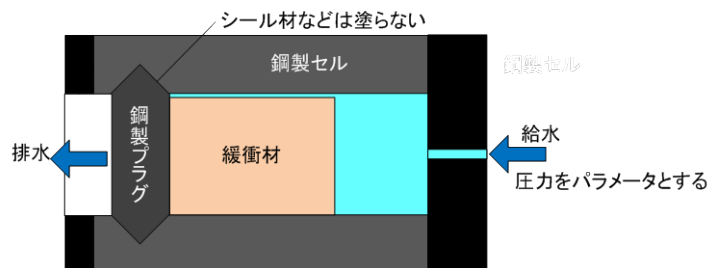 シール材などは塗らない
鋼製セル
鋼製セル
鋼製プラグ
緩衝材
排水
給水
圧力をパラメータとする